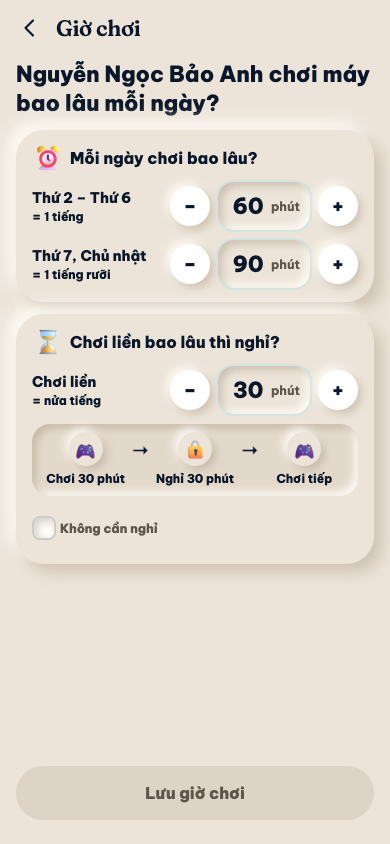 Giờ chơi
Nguyễn Ngọc Bảo Anh chơi máy
bao lâu mỗi ngày?
Mỗi ngày chơi bao lâu?
Thứ 2 – Thứ 6
= 1 tiếng
− 60 phút +
Thứ 7, Chủ nhật
= 1 tiếng rưỡi
− 90 phút +
Chơi liền bao lâu thì nghỉ?
Chơi liền
= nửa tiếng
− 30 phút +
→ →
Chơi 30 phút Nghỉ 30 phút Chơi tiếp
Không cần nghỉ
Lưu giờ chơi